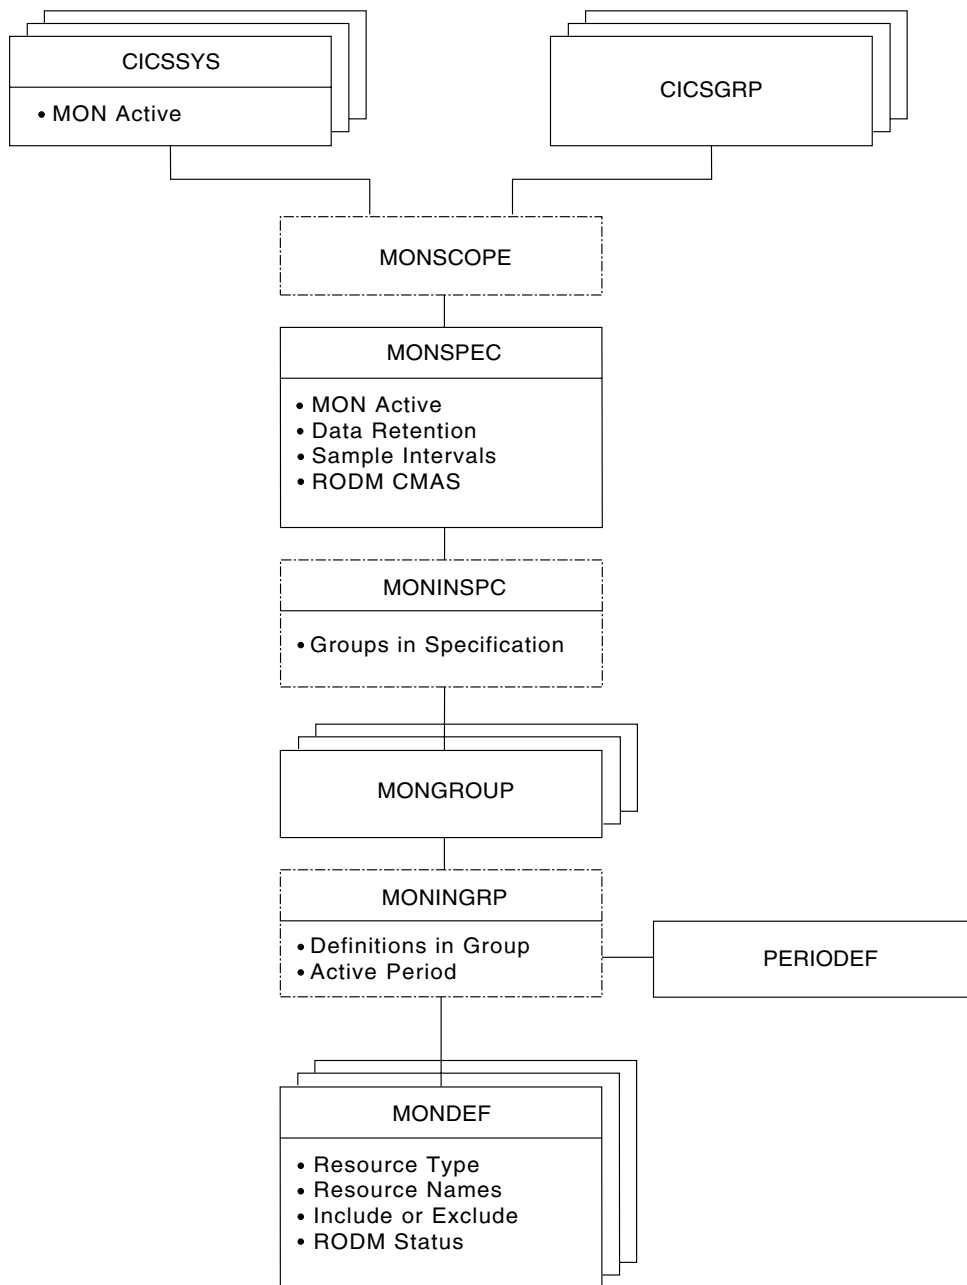 CICSSYS
• MON Active
CICSGRP
MONSCOPE
MONSPEC
• MON Active
• Data Retention
• Sample Intervals
• RODM CMAS
MONINSPC
• Groups in Specification
MONGROUP
MONINGRP
• Definitions in Group
• Active Period
PERIODEF
MONDEF
• Resource Type
• Resource Names
• Include or Exclude
• RODM Status